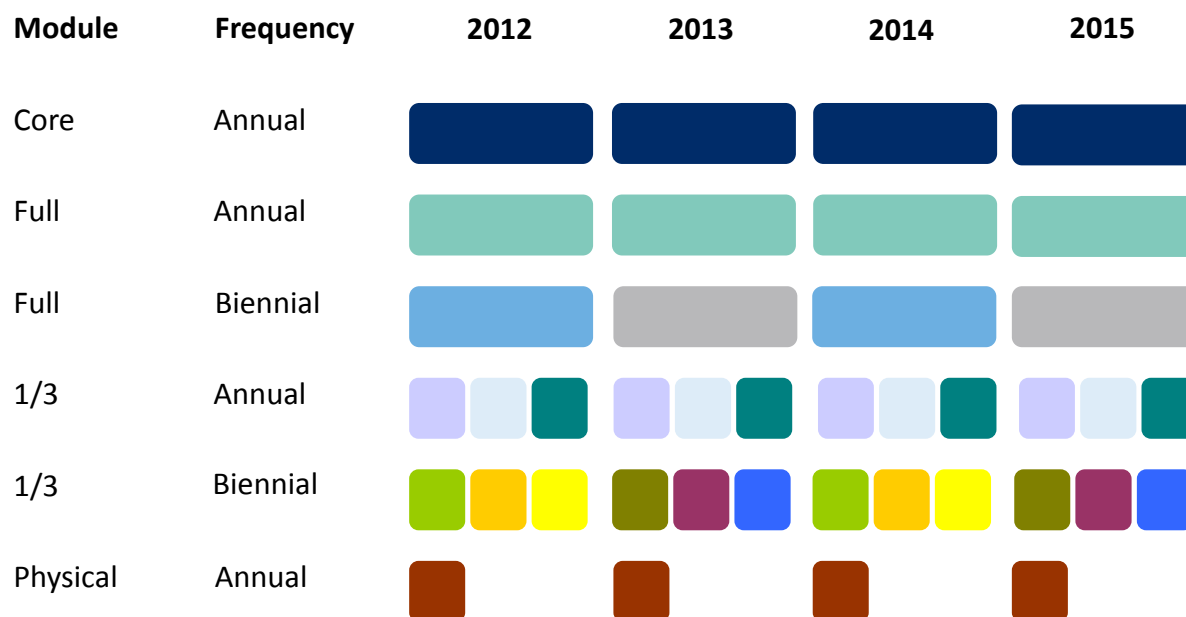 Module Frequency 2012 2013 2014 2015
Core Annual
Full Annual
Full Biennial
1/3 Annual
1/3 Biennial
Physical Annual